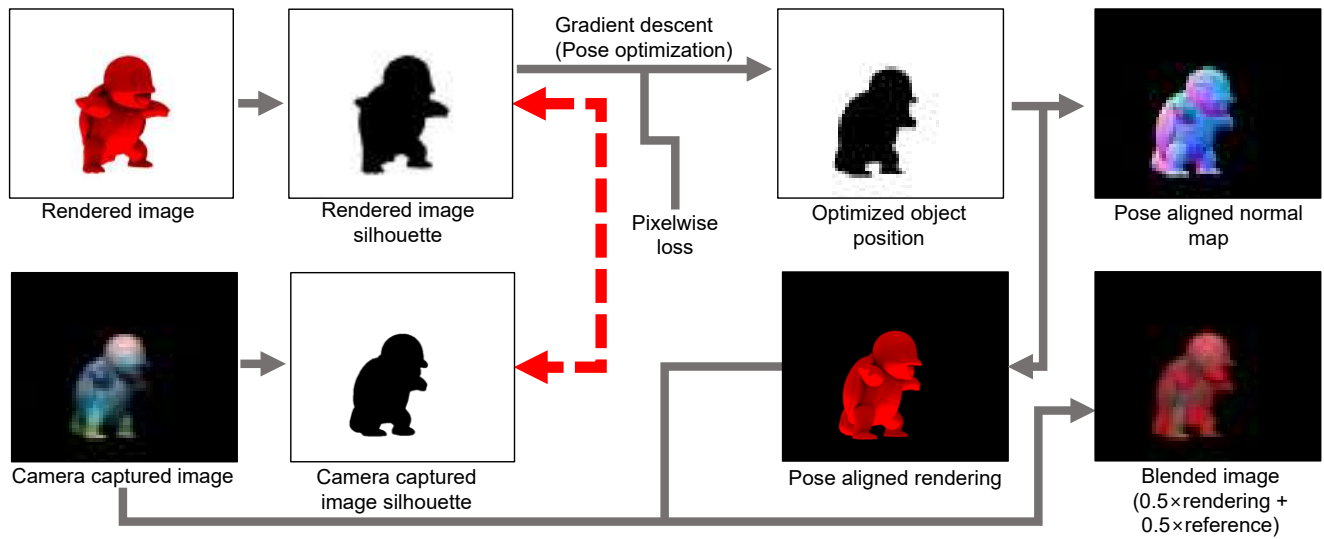 Gradient descent
(Pose optimization)
Rendered image
Rendered image
silhouette
Pixelwise
loss
Optimized object
position
Pose aligned normal
map
Camera captured image
Camera captured
image silhouette
Pose aligned rendering
Blended image
(0.5×rendering +
0.5×reference)